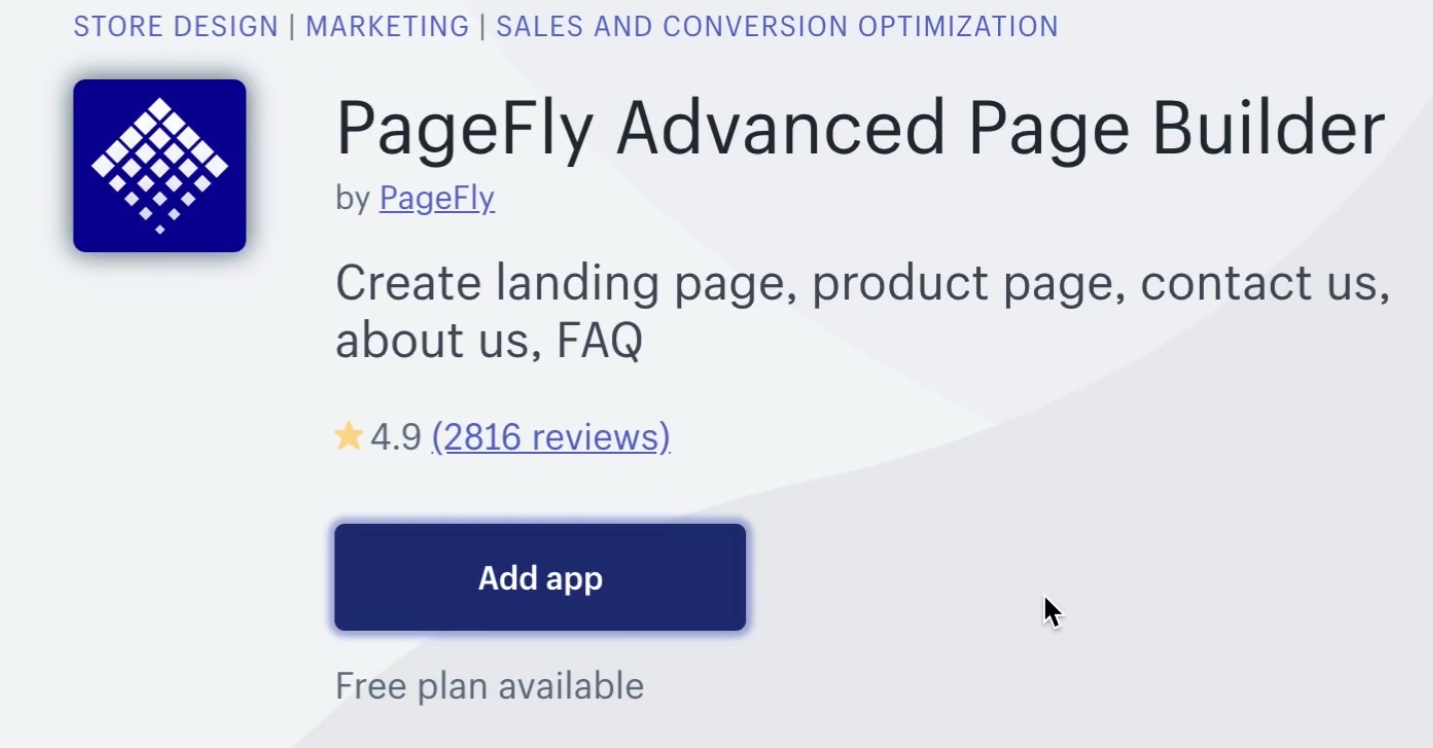 STORE DESIGN | MARKETING | SALES AND CONVERSION OPTIMIZATION
PageFly Advanced Page Builder
by PageFly
Create landing page, product page, contact us,
about us, FAQ
4.9 (2816 reviews)
Add app
Free plan available